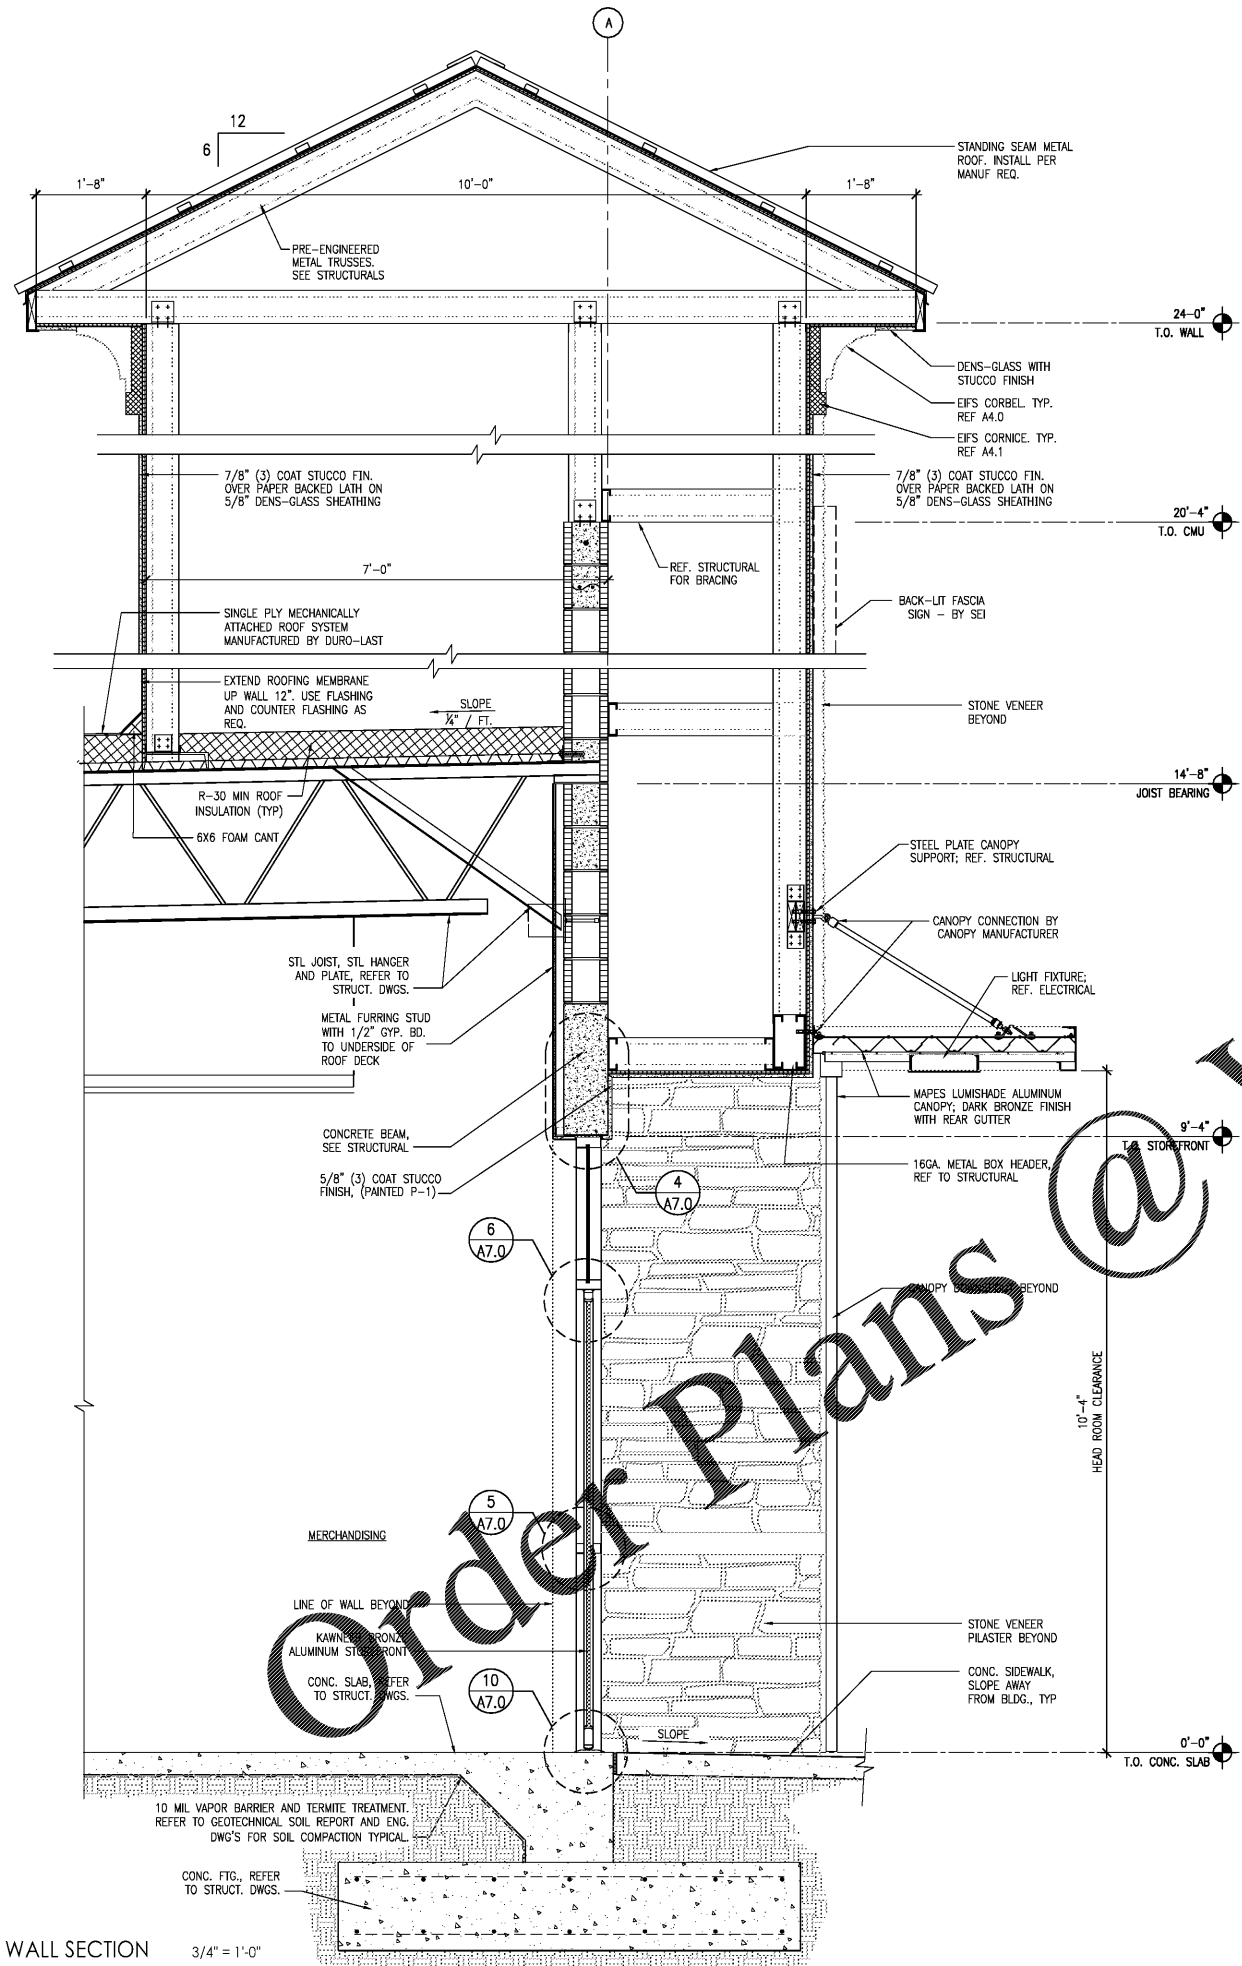 A
12
6
1'-8"
10'-0"
1'-8"
STANDING SEAM METAL
ROOF. INSTALL PER
MANUF REQ.
PRE-ENGINEERED
METAL TRUSSES.
SEE STRUCTURALS
24-0"
T.O. WALL
DENS-GLASS WITH
STUCCO FINISH
EIFS CORBEL. TYP.
REF A4.0
EIFS CORNICE. TYP.
REF A4.1
7/8" (3) COAT STUCCO FIN.
OVER PAPER BACKED LATH ON
5/8" DENS-GLASS SHEATHING
7/8" (3) COAT STUCCO FIN.
OVER PAPER BACKED LATH ON
5/8" DENS-GLASS SHEATHING
20'-4"
T.O. CMU
7'-0"
REF. STRUCTURAL
FOR BRACING
BACK-LIT FASCIA
SIGN - BY SEI
SINGLE PLY MECHANICALLY
ATTACHED ROOF SYSTEM
MANUFACTURED BY DURO-LAST
EXTEND ROOFING MEMBRANE
UP WALL 12". USE FLASHING
AND COUNTER FLASHING AS
REQ.
SLOPE
1/4" / FT.
STONE VENEER
BEYOND
14'-8"
JOIST BEARING
R-30 MIN ROOF
INSULATION (TYP)
6X6 FOAM CANT
STEEL PLATE CANOPY
SUPPORT; REF. STRUCTURAL
CANOPY CONNECTION BY
CANOPY MANUFACTURER
STL JOIST, STL HANGER
AND PLATE, REFER TO
STRUCT. DWGS.
LIGHT FIXTURE;
REF. ELECTRICAL
METAL FURRING STUD
WITH 1/2" GYP. BD.
TO UNDERSIDE OF
ROOF DECK
MAPES LUMISHADE ALUMINUM
CANOPY; DARK BRONZE FINISH
WITH REAR GUTTER
CONCRETE BEAM,
SEE STRUCTURAL
9'-4"
T.O. STOREFRONT
16GA. METAL BOX HEADER,
REF TO STRUCTURAL
5/8" (3) COAT STUCCO
FINISH, (PAINTED P-1)
4
A7.0
6
A7.0
CANOPY DOWNSPOUT BEYOND
10'-4"
HEAD ROOM CLEARANCE
Order Plans @
5
A7.0
MERCHANDISING
LINE OF WALL BEYOND
KAWNEER BRONZE
ALUMINUM STOREFRONT
STONE VENEER
PILASTER BEYOND
CONC. SLAB, REFER
TO STRUCT. DWGS.
10
A7.0
CONC. SIDEWALK,
SLOPE AWAY
FROM BLDG., TYP
SLOPE
0'-0"
T.O. CONC. SLAB
10 MIL VAPOR BARRIER AND TERMITE TREATMENT.
REFER TO GEOTECHNICAL SOIL REPORT AND ENG.
DWG'S FOR SOIL COMPACTION TYPICAL.
CONC. FTG., REFER
TO STRUCT. DWGS.
WALL SECTION
3/4" = 1'-0"